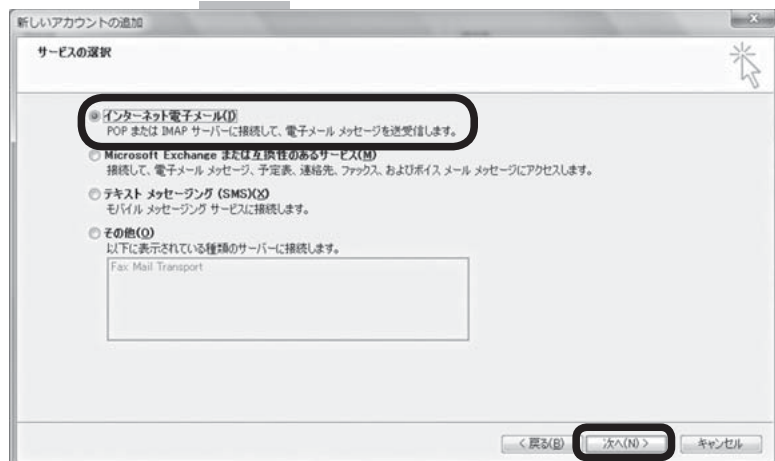 新しいアカウントの追加
サービスの選択
インターネット電子メール(I)
POP または IMAP サーバーに接続して、電子メール メッセージを送受信します。
Microsoft Exchange または互換性のあるサービス(M)
接続して、電子メール メッセージ、予定表、連絡先、ファックス、およびボイス メール メッセージにアクセスします。
テキスト メッセージング (SMS)(X)
モバイル メッセージング サービスに接続します。
その他(O)
以下に表示されている種類のサーバーに接続します。
Fax Mail Transport
< 戻る(B) 次へ(N) > キャンセル